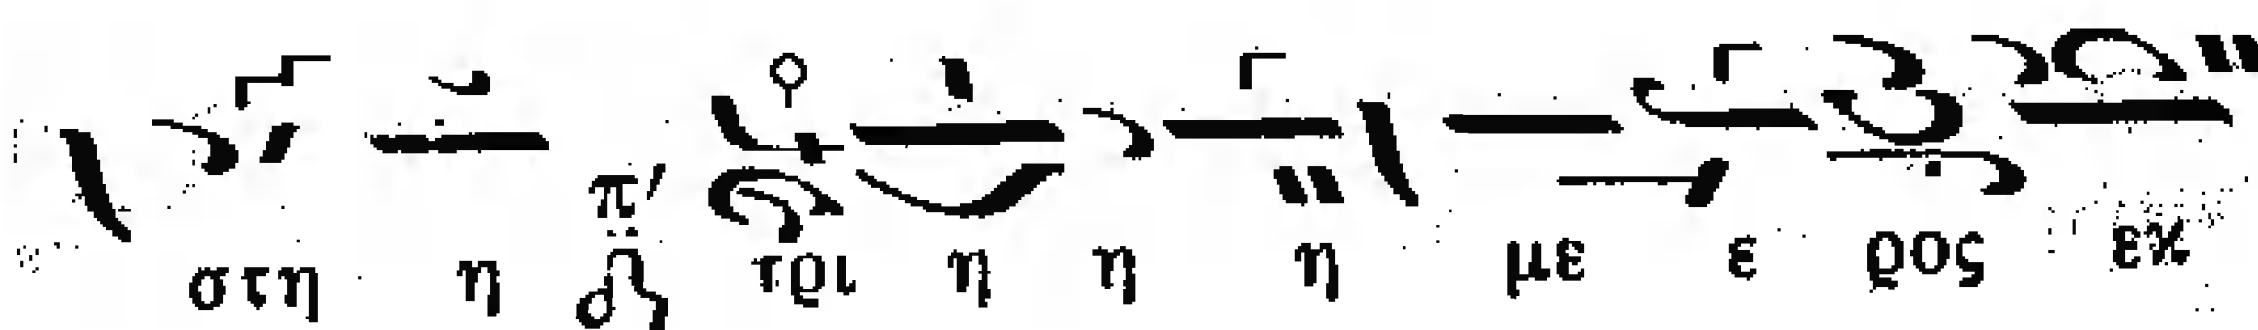 στη η π' τρι η η η με ε ρος εκ